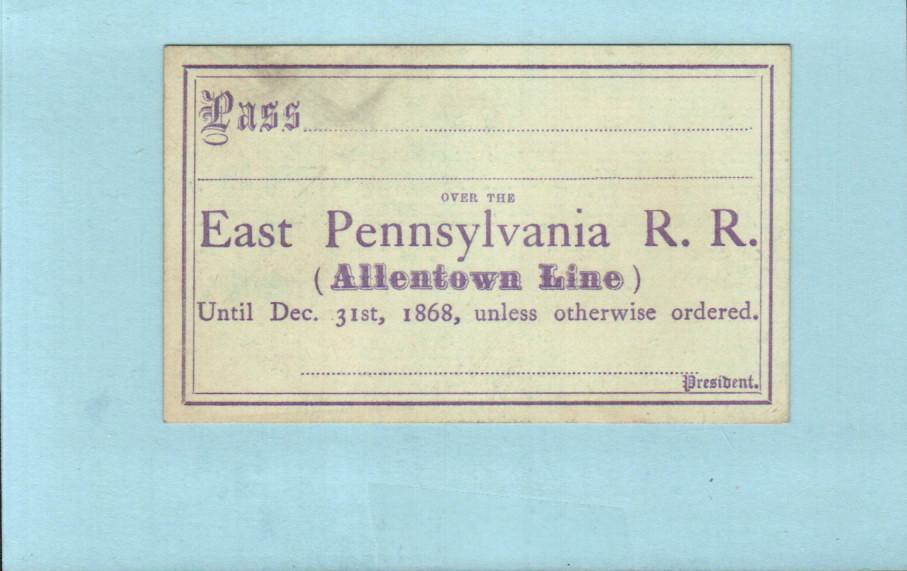 Pass
OVER THE
East Pennsylvania R. R.
(Allentown Line)
Until Dec. 31st, 1868, unless otherwise ordered.
President.